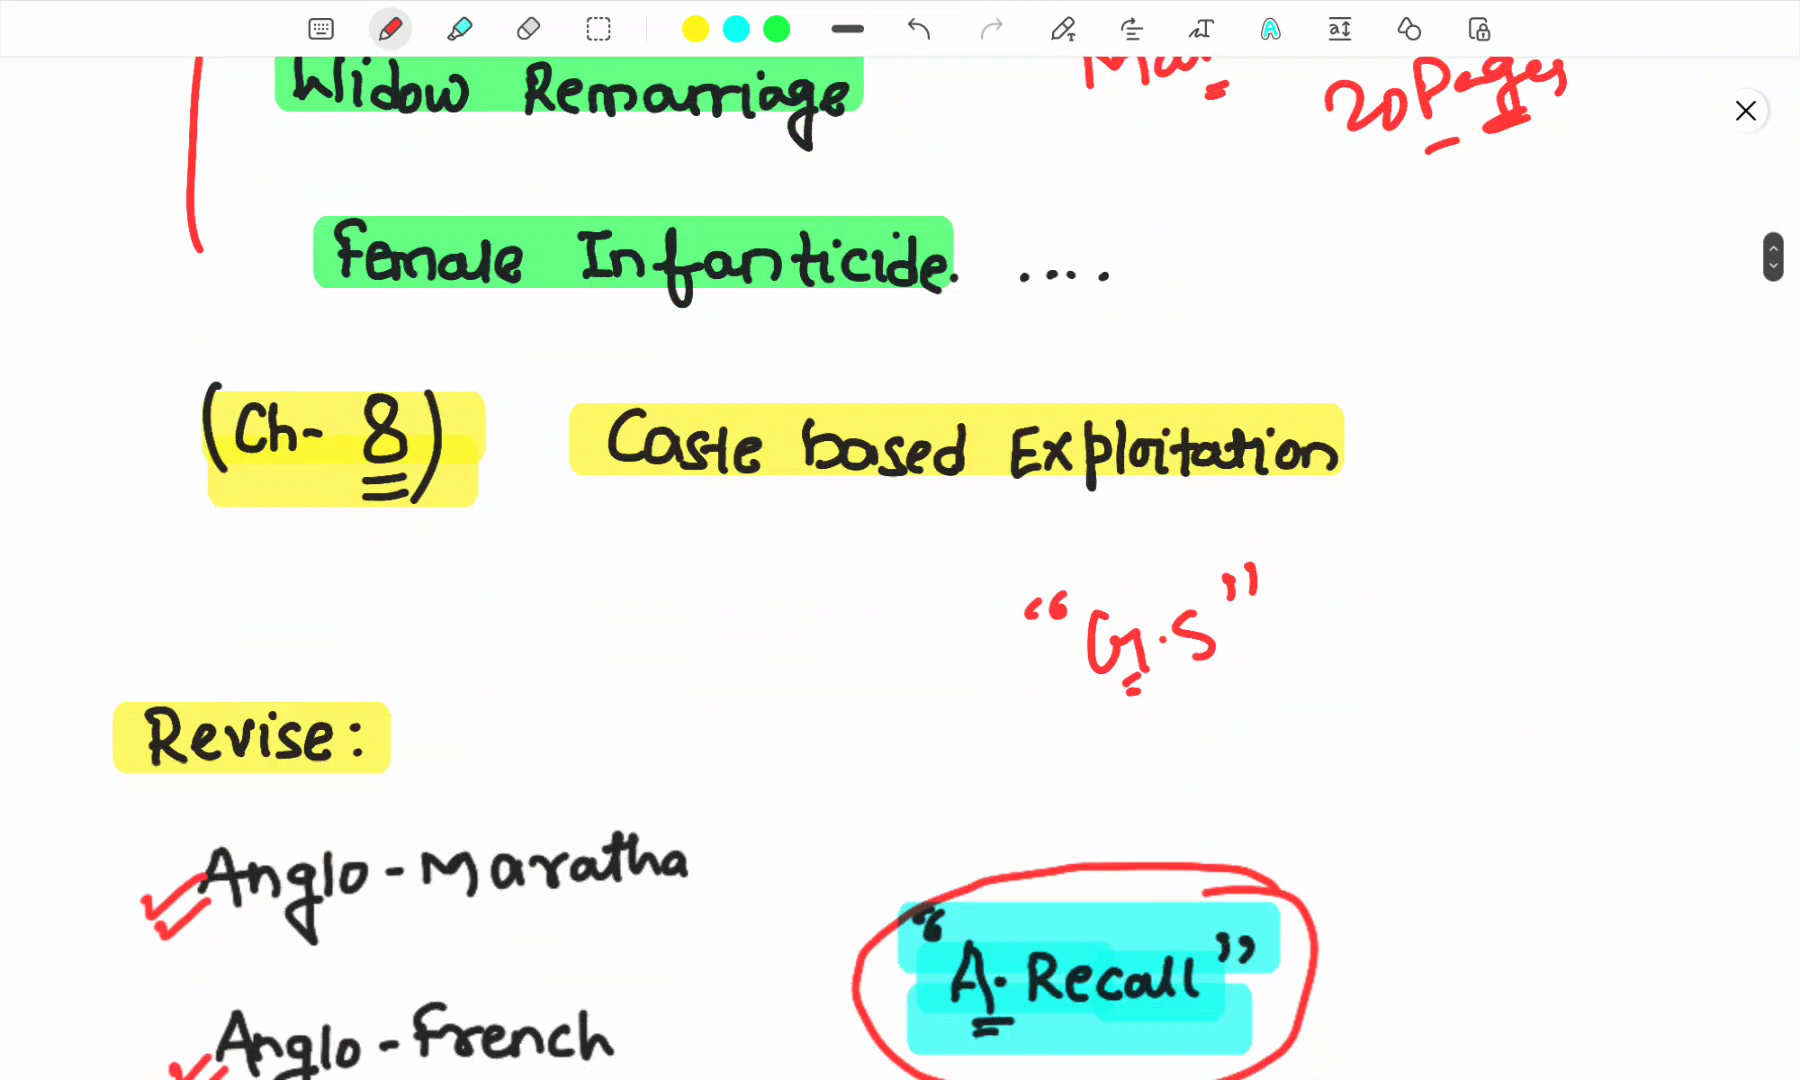 Widow Remarriage
20 Pages
Female Infanticide. ....
(Ch- 8) Caste based Exploitation
"G.S"
Revise:
Anglo - Maratha
"A. Recall"
Anglo - French